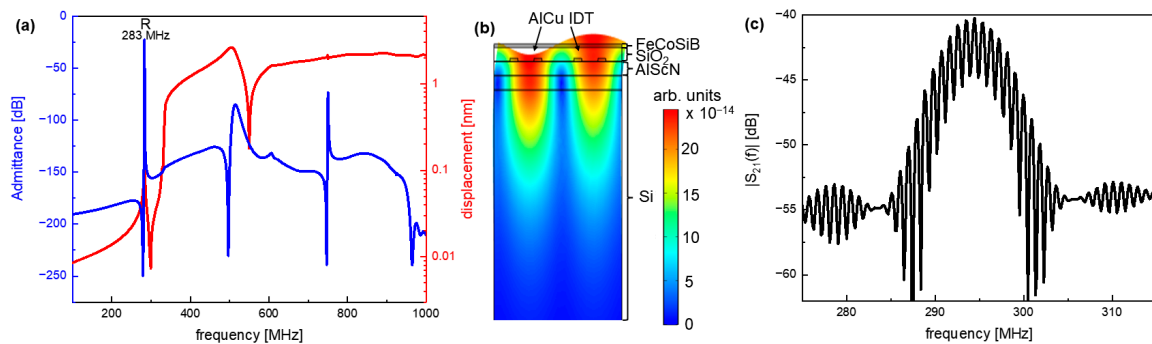 (a)
R
283 MHz
Admittance [dB]
0
−50
−100
−150
−200
−250
200
400
600
800
1000
frequency [MHz]
1
0.1
0.01
displacement [nm]
(b)
AlCu IDT
FeCoSiB
SiO2
AlScN
Si
arb. units
x 10−14
20
15
10
5
0
(c)
|S21(f)| [dB]
−40
−45
−50
−55
−60
280
290
300
310
frequency [MHz]